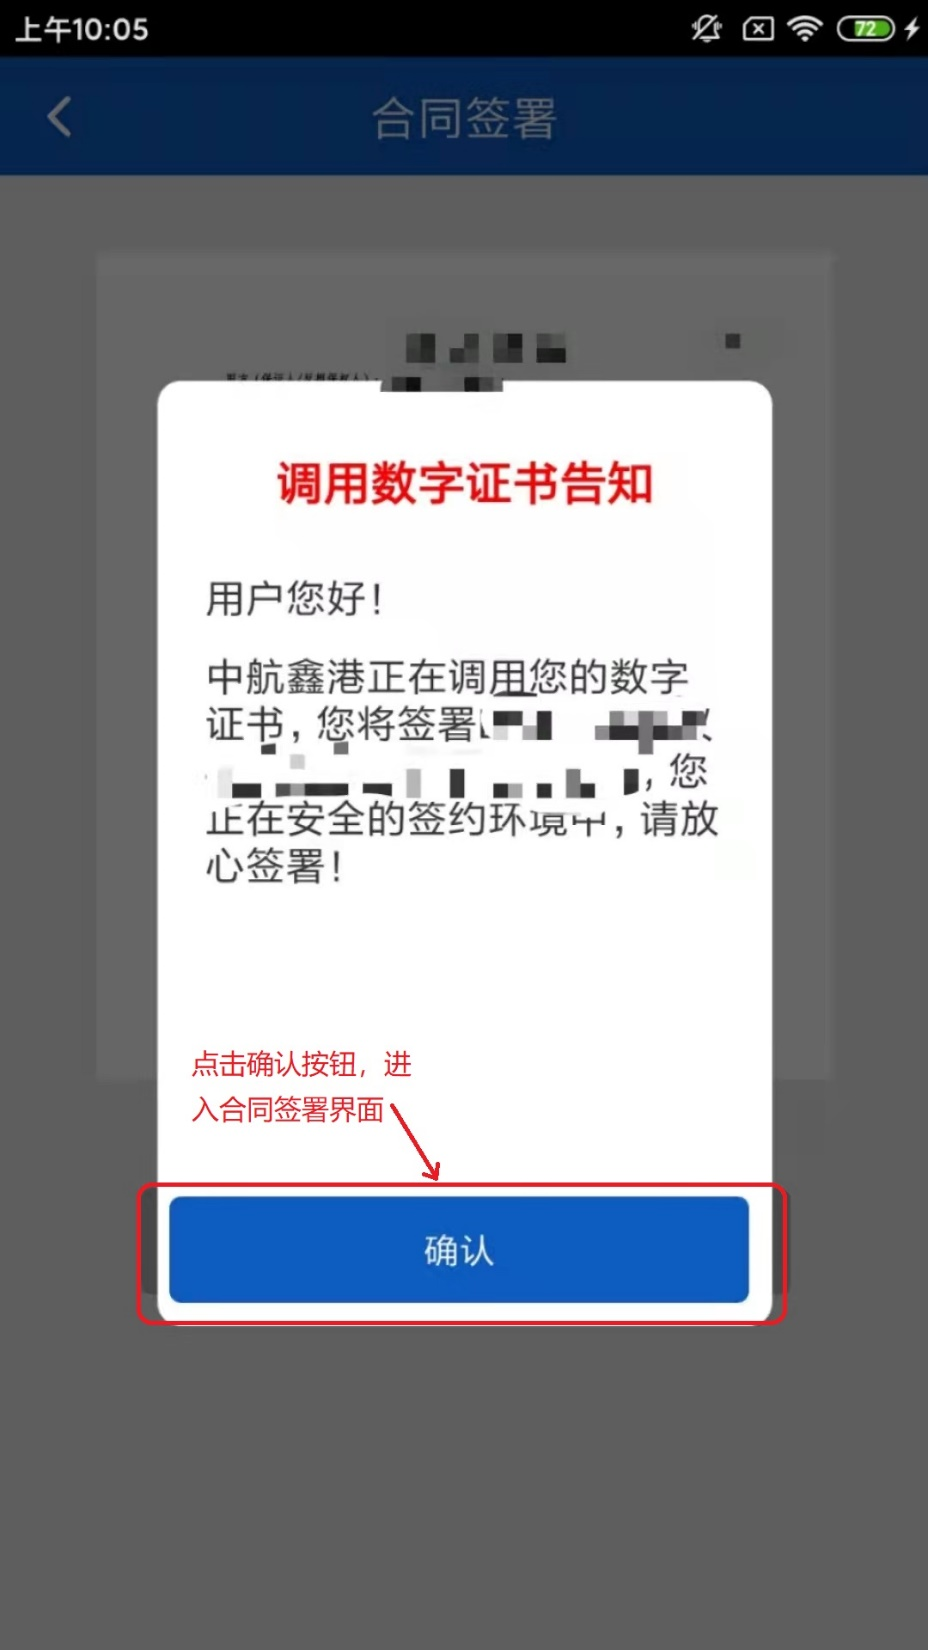 上午10:05
72
合同签署
调用数字证书告知
用户您好！
中航鑫港正在调用您的数字
证书，您将签署
，您
正在安全的签约环境中，请放
心签署！
点击确认按钮，进
入合同签署界面
确认